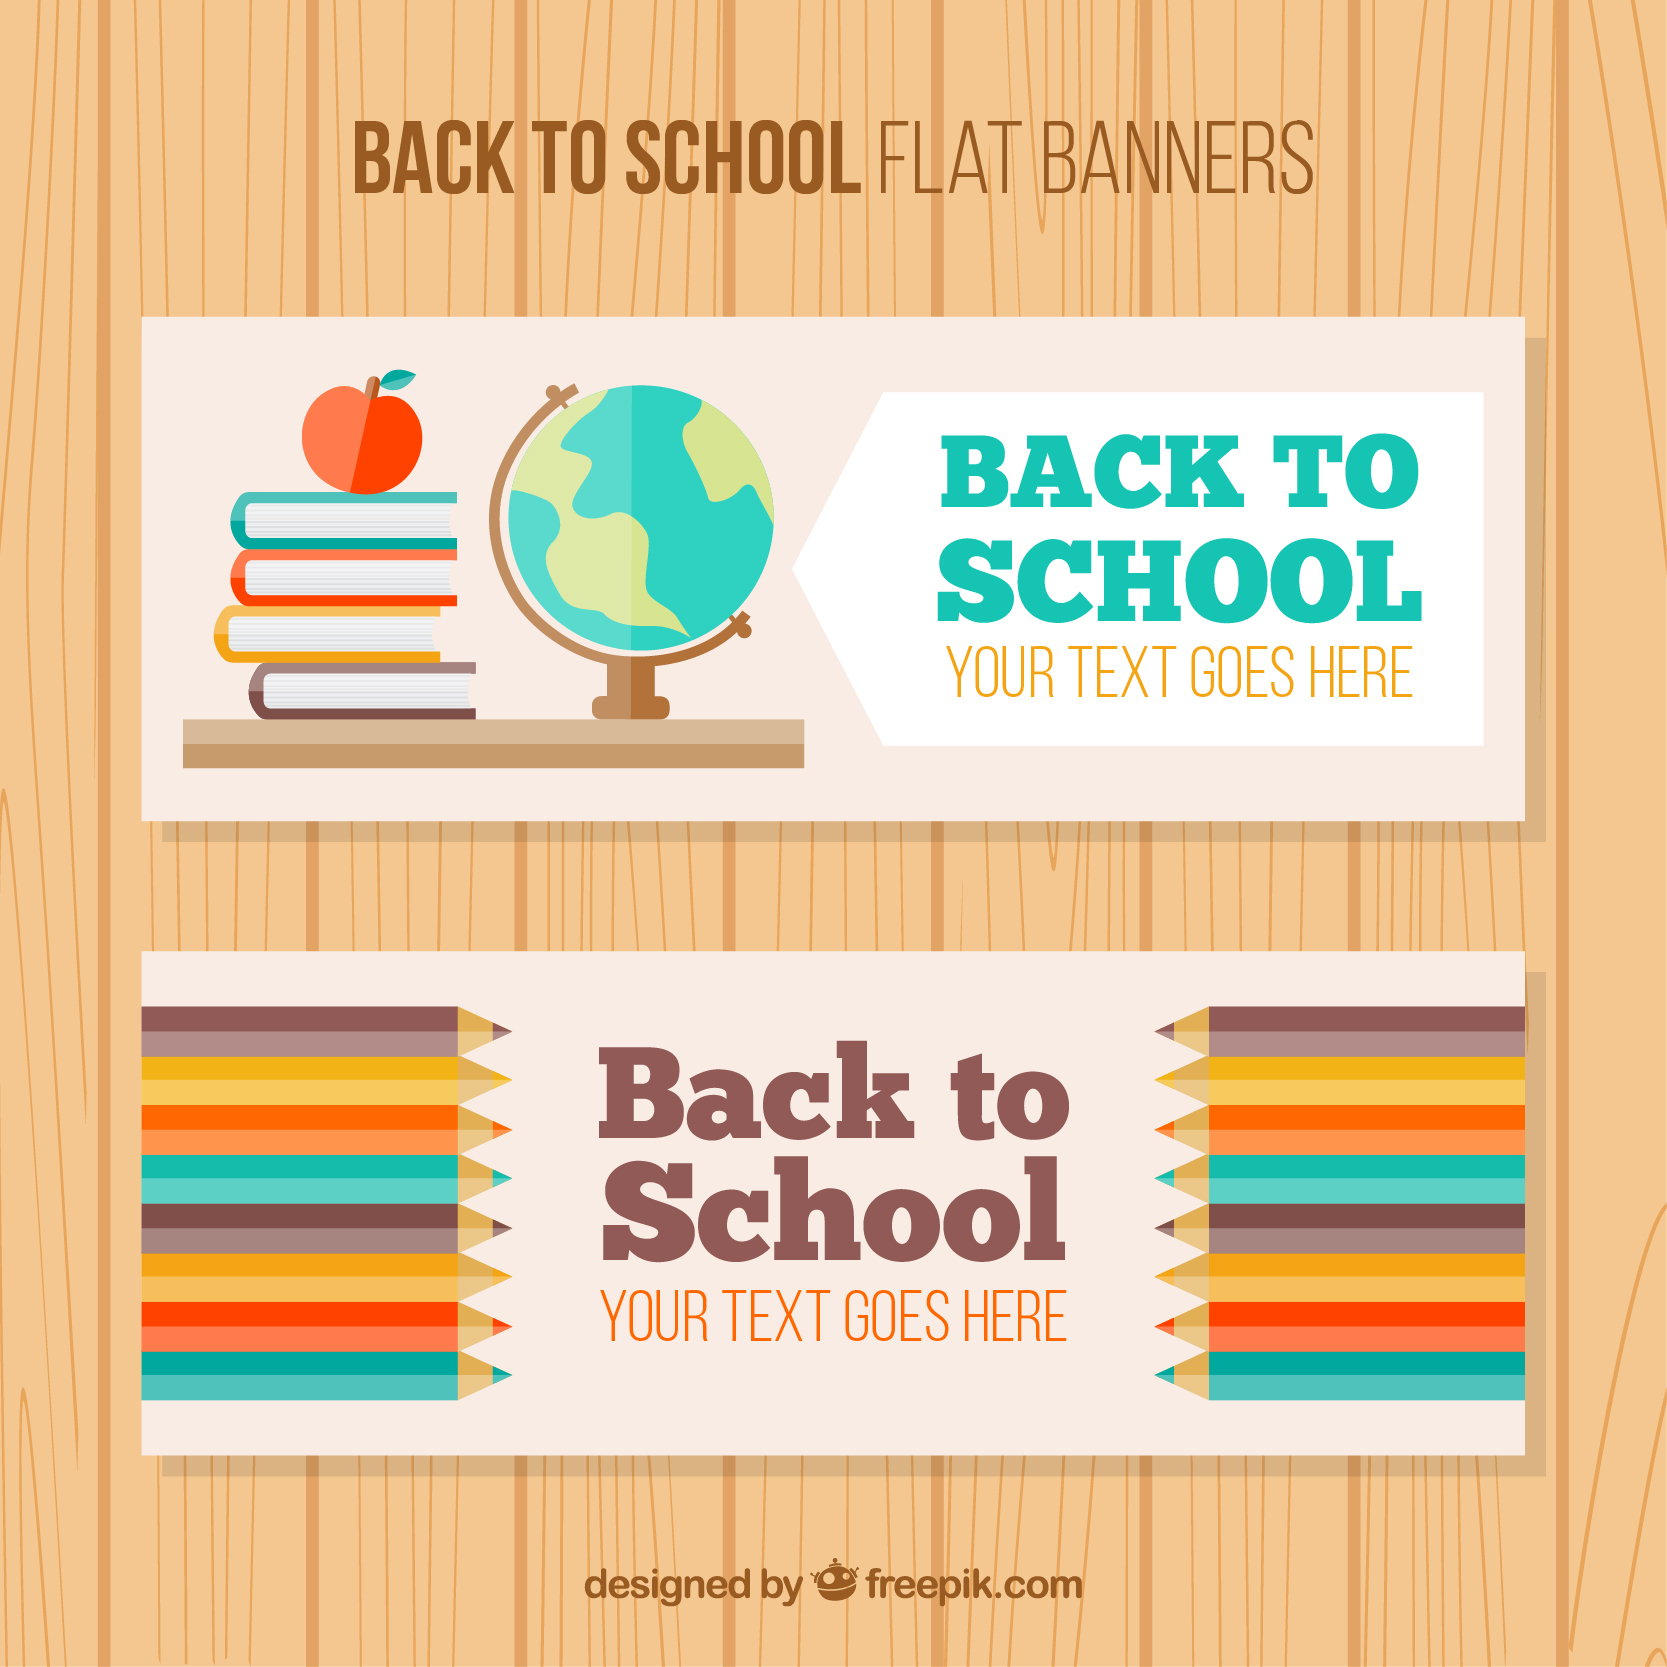 BACK TO SCHOOL FLAT BANNERS
BACK TO
SCHOOL
YOUR TEXT GOES HERE
Back to
School
YOUR TEXT GOES HERE
designed by freepik.com